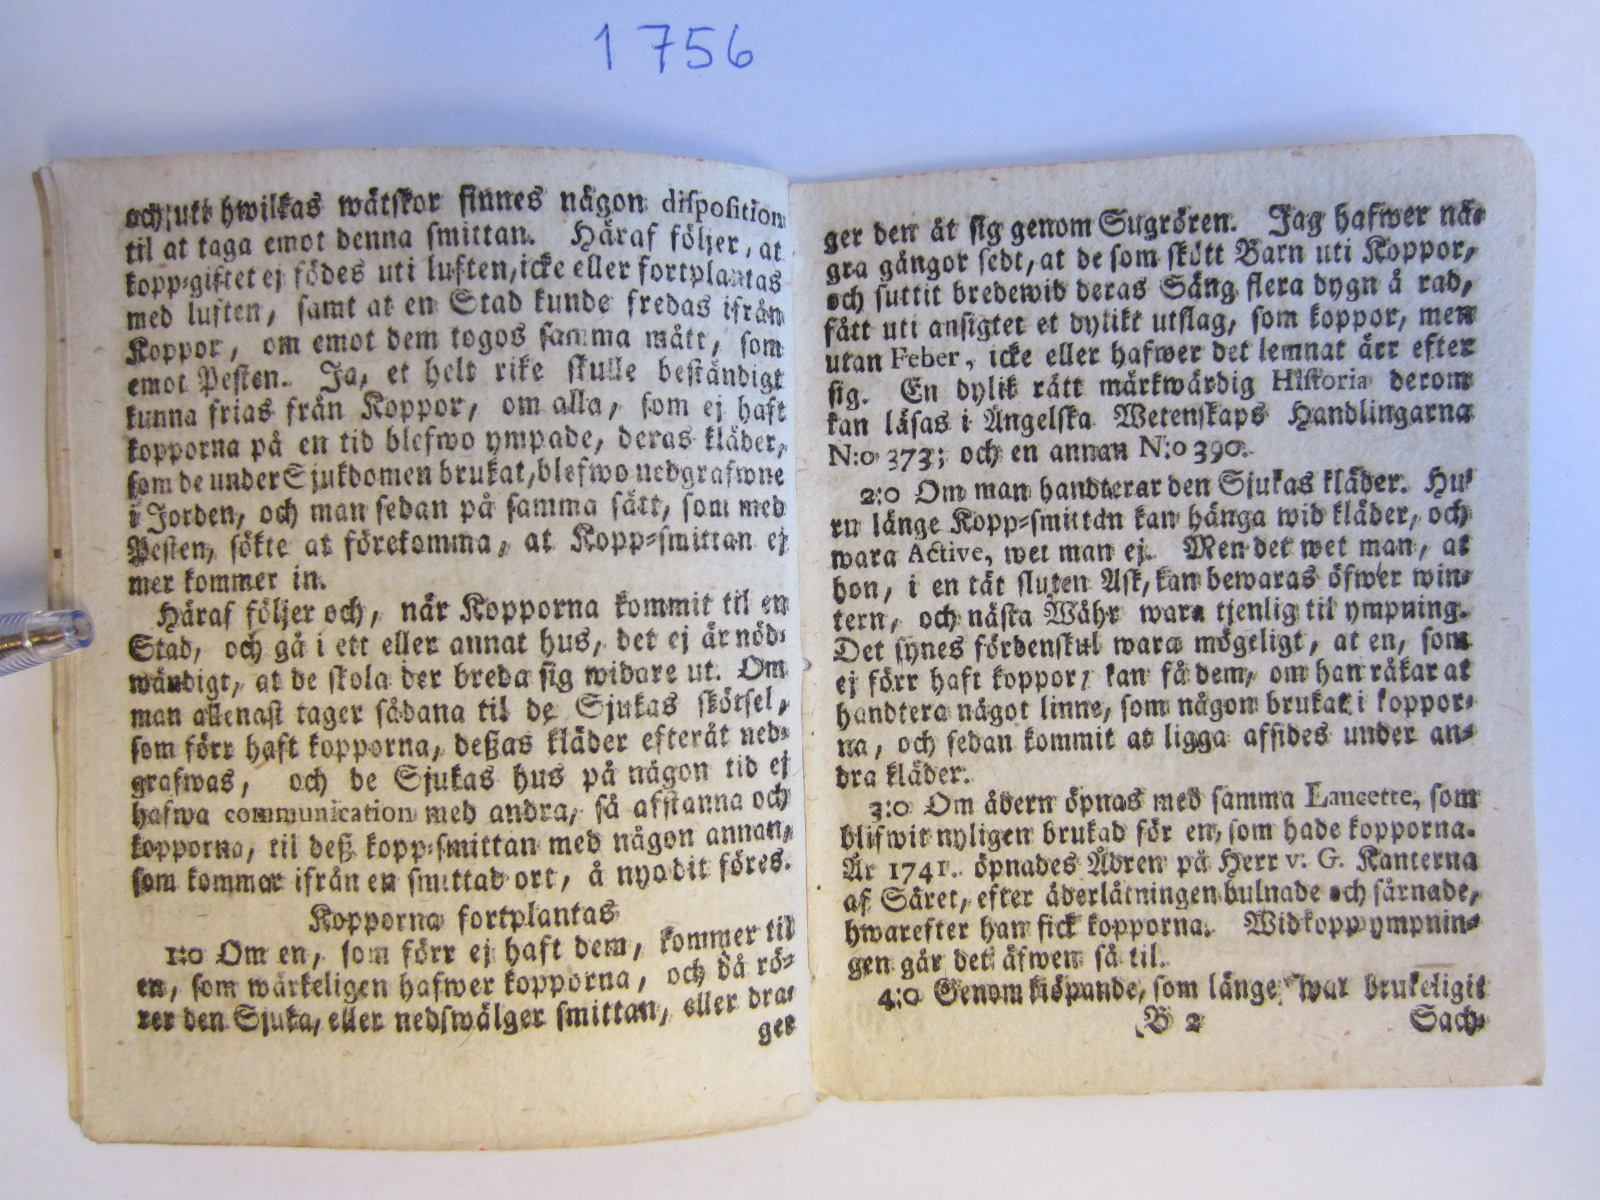 1756
och, uti hwilkas wätskor finnes någon disposition
til at taga emot denna smittan. Häraf följer, at
kopp-giftet ej födes uti luften, icke eller fortplantas
med luften, samt at en Stad kunde fredas ifrån
Koppor, om emot dem togos samma mått, som
emot Pesten. Ja, et helt rike skulle beständigt
kunna frias från Koppor, om alla, som ej haft
kopporna på en tid blefwo ympade, deras kläder,
som de under Sjukdomen brukat, blefwo nedgrafwne
i Jorden, och man sedan på samma sätt, som med
Pesten, sökte at förekomma, at Kopp-smittan ej
mer kommer in.
Häraf följer och, när Kopporna kommit til en
Stad, och gå i ett eller annat hus, det ej är nöd-
wändigt, at de skola der breda sig widare ut. Om
man allenast tager sådana til de Sjukas skötsel,
som förr haft kopporna, deßas kläder efteråt ned-
grafwas, och de Sjukas hus på någon tid ej
hafwa communication med andra, så afstanna och
kopporna, til deß kopp-smittan med någon annan,
som kommer ifrån en smittad ort, å nyo dit föres.
Kopporna fortplantas
1:o Om en, som förr ej haft dem, kommer til
en, som wärkeligen hafwer kopporna, och då rö-
rer den Sjuka, eller nedswälger smittan, eller dra-
ger
ger den åt sig genom Sugrören. Jag hafwer nå-
gra gångor sedt, at de som skött Barn uti Koppor,
och suttit bredewid deras Säng flera dygn å rad,
fått uti ansigtet et dylikt utslag, som koppor, men
utan Feber, icke eller hafwer det lemnat ärr efter
sig. En dylik rätt märkwärdig Historia derom
kan läsas i Ängelska Wetenskaps Handlingarna
N:o 373; och en annan N:o 390.
2:o Om man handterar den Sjukas kläder. Hu-
ru länge Kopp-smittan kan hänga wid kläder, och
wara Active, wet man ej. Men det wet man, at
hon, i en tät sluten Ask, kan bewaras öfwer win-
tern, och nästa Wåhr wara tjenlig til ympning.
Det synes fördenskul wara mögeligt, at en, som
ej förr haft koppor, kan få dem, om han råkar at
handtera något linne, som någon brukat i koppor-
na, och sedan kommit at ligga afsides under an-
dra kläder.
3:o Om ådern öpnas med samma Lancette, som
blifwit nyligen brukad för en, som hade kopporna.
År 1741. öpnades Ådren på Herr v. G. Kanterna
af Såret, efter åderlåtningen bulnade och sårnade,
hwarefter han fick kopporna. Wid koppympnin-
gen går det äfwen så til.
4:o Genom kiöpande, som länge war brukeligit
B 2 Sach-